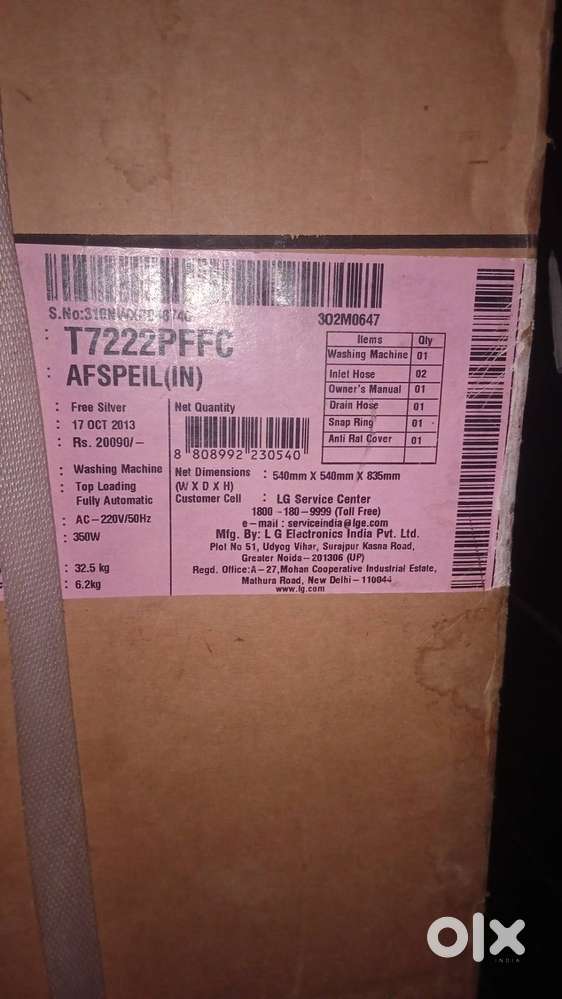 S.No:
302M0647
: T7222PFFC
: AFSPEIL(IN)
Items Qty
Washing Machine 01
Inlet Hose 02
Owner's Manual 01
Drain Hose 01
Snap Ring 01
Anti Rat Cover 01
: Free Silver
: 17 OCT 2013
: Rs. 20090/-
Net Quantity
8 808992 230540
: Washing Machine
: Top Loading
Fully Automatic
: AC-220V/50Hz
: 350W
: 32.5 kg
: 6.2kg
Net Dimensions : 540mm X 540mm X 835mm
(W X D X H)
Customer Cell : LG Service Center
1800 -180-9999 (Toll Free)
e-mail : serviceindia@lge.com
Mfg. By: L G Electronics India Pvt. Ltd.
Plot No 51, Udyog Vihar, Surajpur Kasna Road,
Greater Noida-201306 (UP)
Regd. Office:A-27,Mohan Cooperative Industrial Estate,
Mathura Road, New Delhi-110044
www.lg.com
olx
INDIA